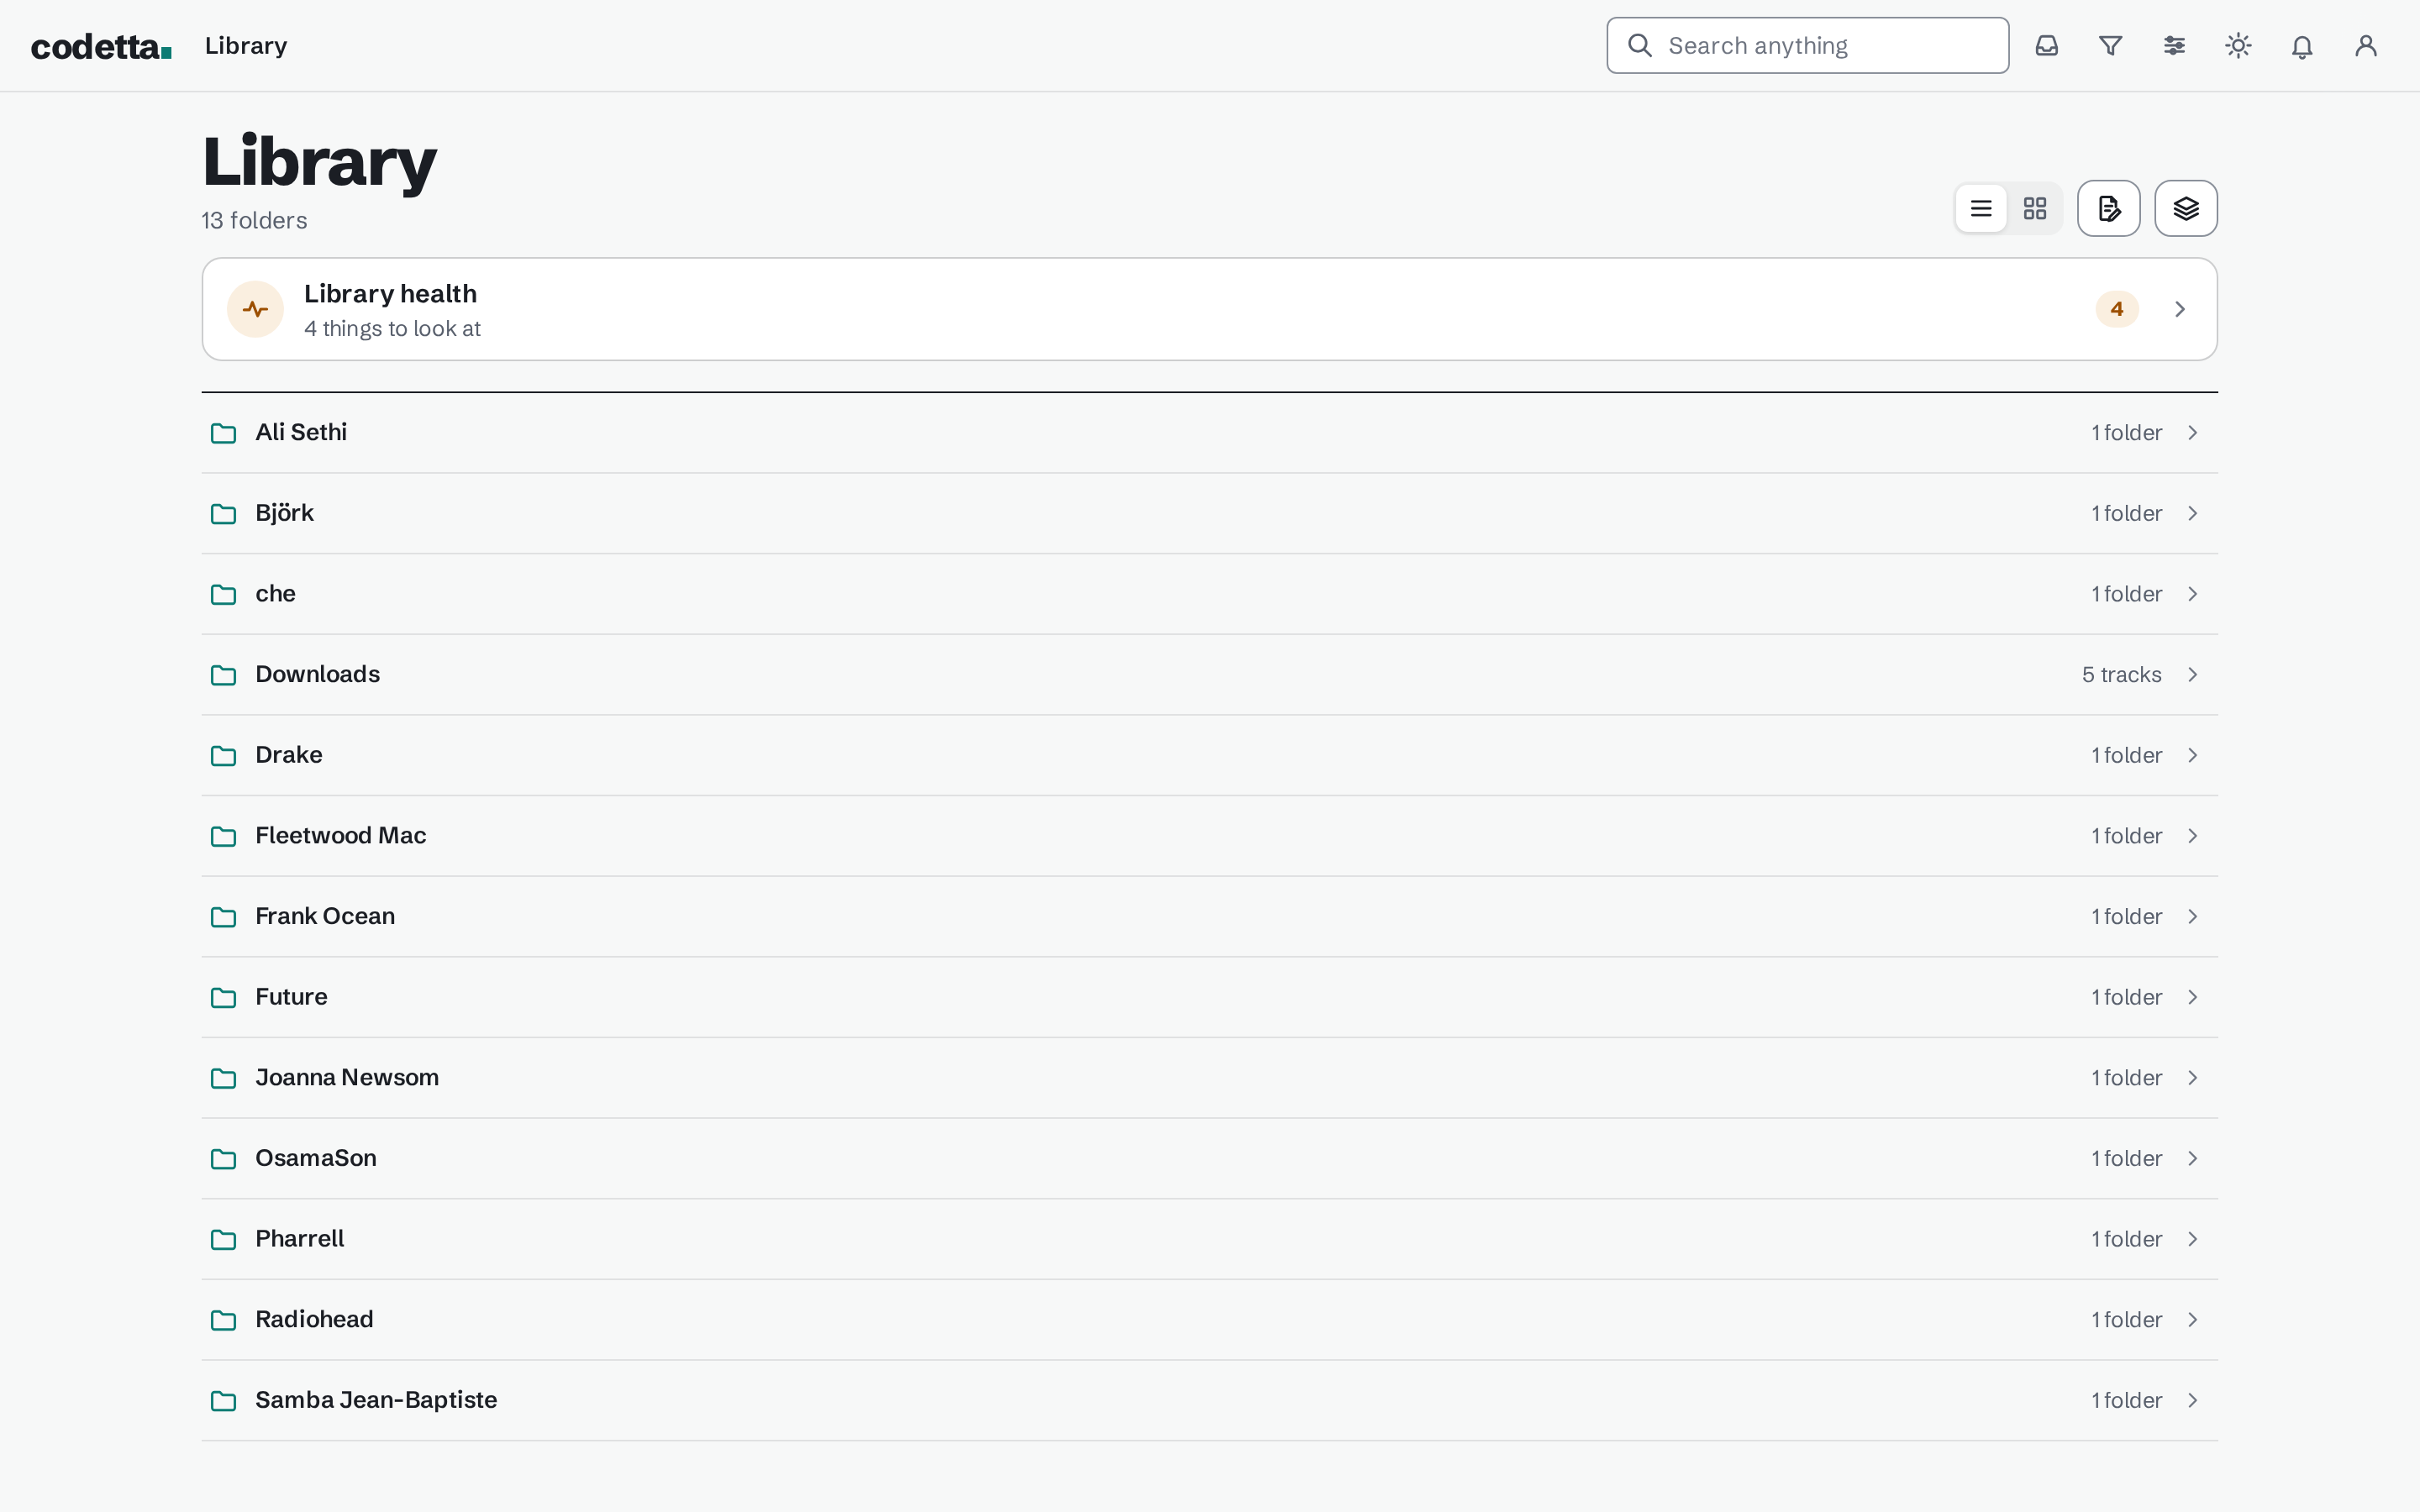 codetta.
Library
Search anything
Library
13 folders
Library health
4 things to look at
4
Ali Sethi
1 folder
Björk
1 folder
che
1 folder
Downloads
5 tracks
Drake
1 folder
Fleetwood Mac
1 folder
Frank Ocean
1 folder
Future
1 folder
Joanna Newsom
1 folder
OsamaSon
1 folder
Pharrell
1 folder
Radiohead
1 folder
Samba Jean-Baptiste
1 folder